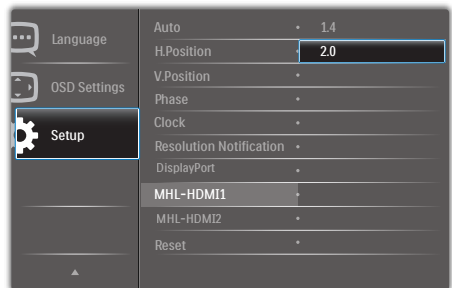 Language
OSD Settings
Setup
Auto
H.Position
V.Position
Phase
Clock
Resolution Notification
DisplayPort
MHL-HDMI1
MHL-HDMI2
Reset
1.4
2.0